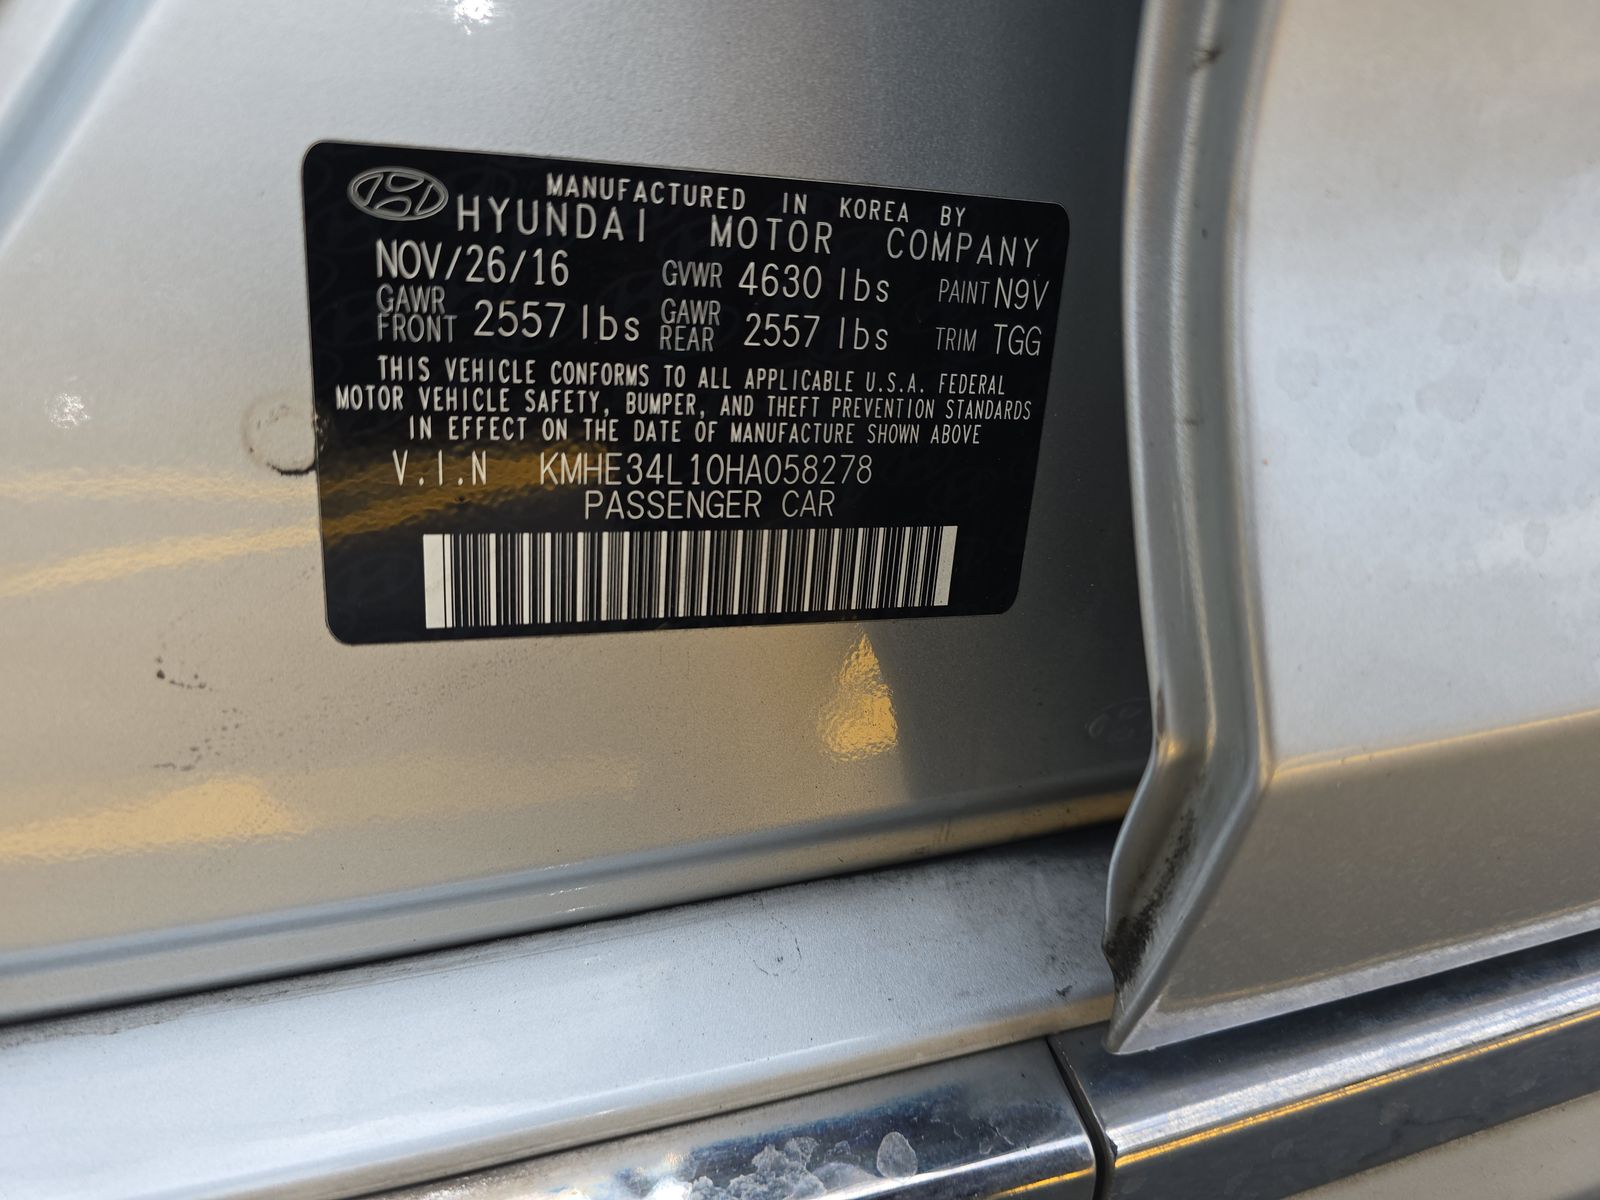 MANUFACTURED IN KOREA BY
HYUNDAI MOTOR COMPANY
NOV/26/16 GVWR 4630 lbs PAINT N9V
GAWR FRONT 2557 lbs GAWR REAR 2557 lbs TRIM TGG
THIS VEHICLE CONFORMS TO ALL APPLICABLE U.S.A. FEDERAL
MOTOR VEHICLE SAFETY, BUMPER, AND THEFT PREVENTION STANDARDS
IN EFFECT ON THE DATE OF MANUFACTURE SHOWN ABOVE
V.I.N KMHE34L10HA058278
PASSENGER CAR